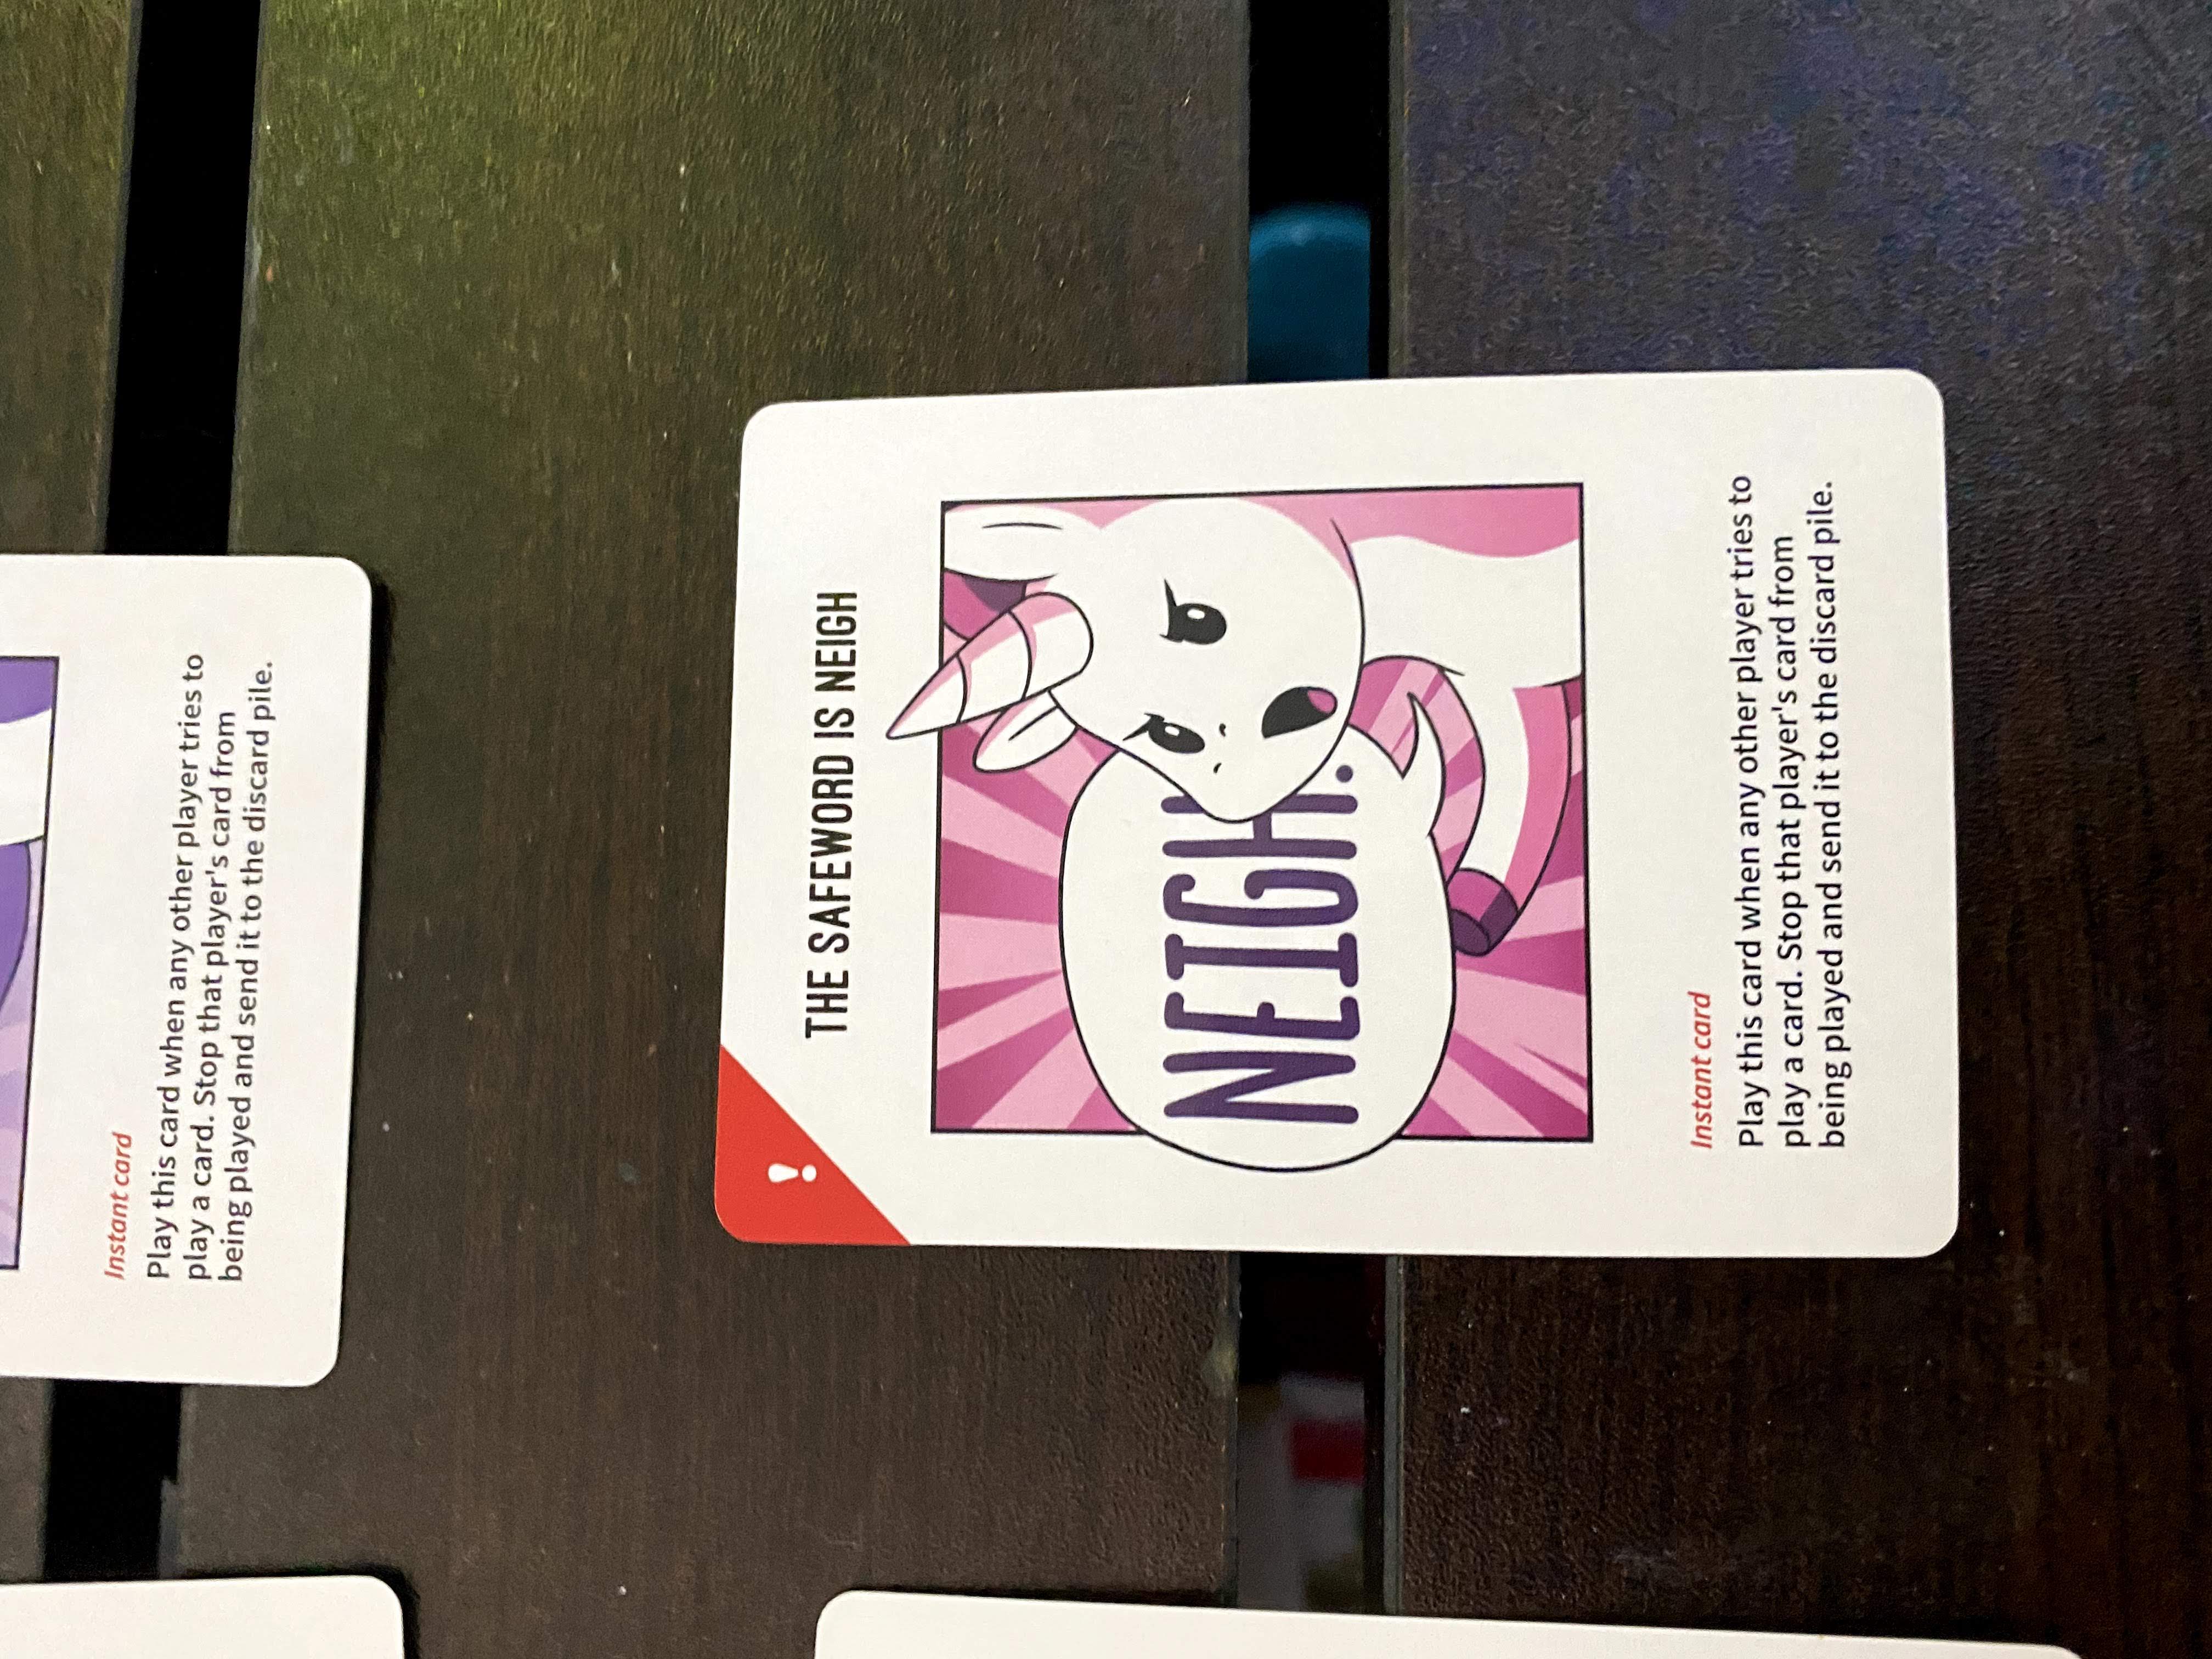 Instant card
Play this card when any other player tries to
play a card. Stop that player's card from
being played and send it to the discard pile.
!
THE SAFEWORD IS NEIGH
NEIGH.
Instant card
Play this card when any other player tries to
play a card. Stop that player's card from
being played and send it to the discard pile.